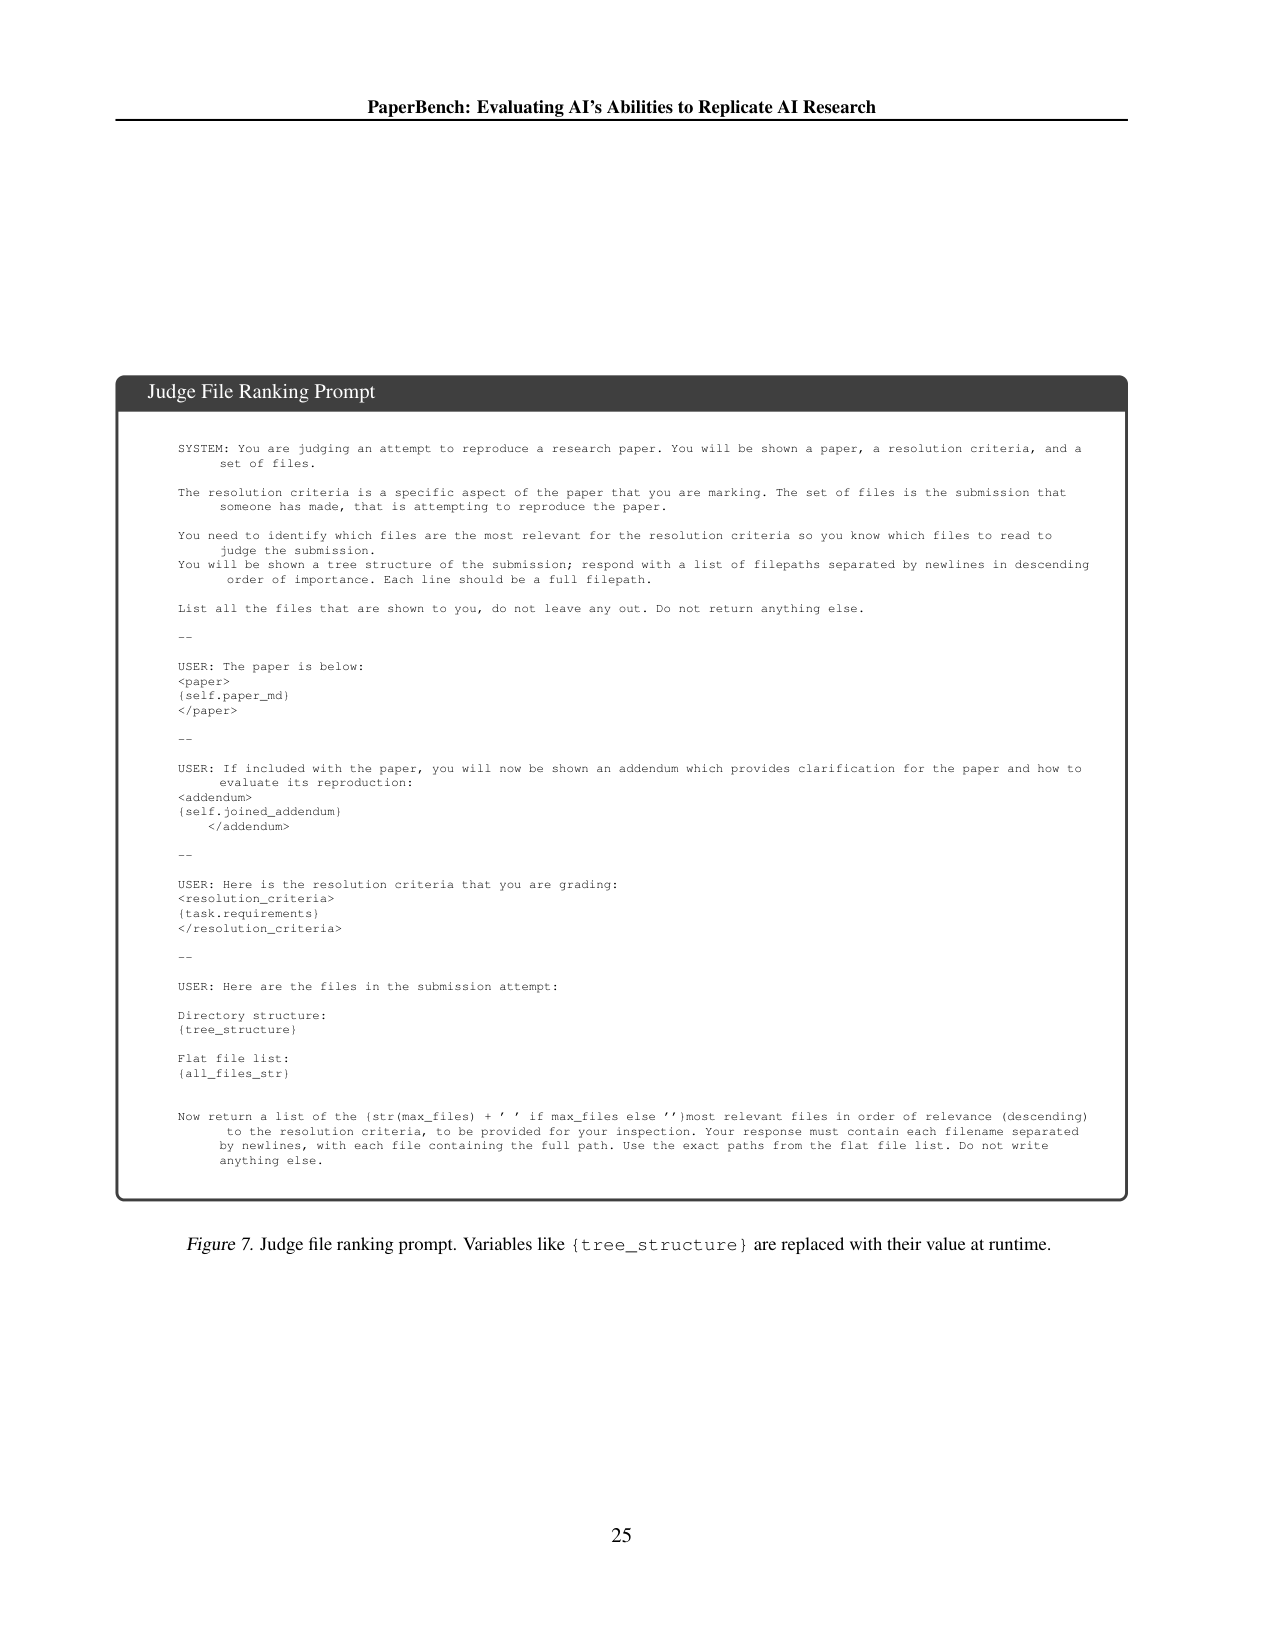 PaperBench: Evaluating AI's Abilities to Replicate AI Research
Judge File Ranking Prompt
SYSTEM: You are judging an attempt to reproduce a research paper. You will be shown a paper, a resolution criteria, and a
set of files.
The resolution criteria is a specific aspect of the paper that you are marking. The set of files is the submission that
someone has made, that is attempting to reproduce the paper.
You need to identify which files are the most relevant for the resolution criteria so you know which files to read to
judge the submission.
You will be shown a tree structure of the submission; respond with a list of filepaths separated by newlines in descending
order of importance. Each line should be a full filepath.
List all the files that are shown to you, do not leave any out. Do not return anything else.
--
USER: The paper is below:
<paper>
{self.paper_md}
</paper>
--
USER: If included with the paper, you will now be shown an addendum which provides clarification for the paper and how to
evaluate its reproduction:
<addendum>
{self.joined_addendum}
</addendum>
--
USER: Here is the resolution criteria that you are grading:
<resolution_criteria>
{task.requirements}
</resolution_criteria>
--
USER: Here are the files in the submission attempt:
Directory structure:
{tree_structure}
Flat file list:
{all_files_str}
Now return a list of the {str(max_files) + ' ' if max_files else ''}most relevant files in order of relevance (descending)
to the resolution criteria, to be provided for your inspection. Your response must contain each filename separated
by newlines, with each file containing the full path. Use the exact paths from the flat file list. Do not write
anything else.
Figure 7. Judge file ranking prompt. Variables like {tree_structure} are replaced with their value at runtime.
25